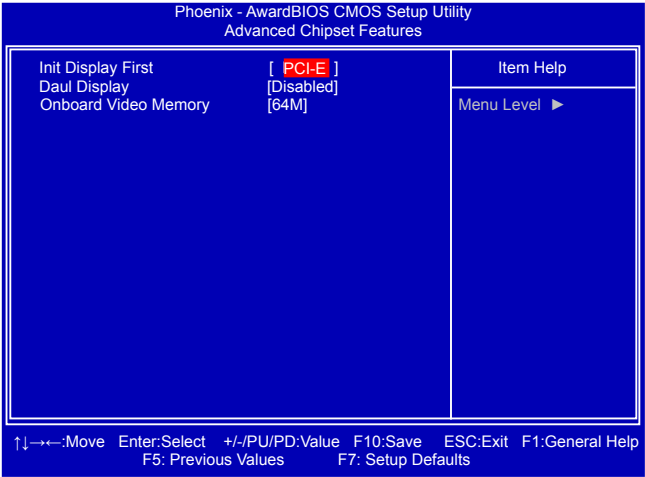 Phoenix - AwardBIOS CMOS Setup Utility
Advanced Chipset Features
Init Display First [ PCI-E ]
Daul Display [Disabled]
Onboard Video Memory [64M]
Item Help
Menu Level ►
↑↓→←:Move Enter:Select +/-/PU/PD:Value F10:Save ESC:Exit F1:General Help
F5: Previous Values F7: Setup Defaults